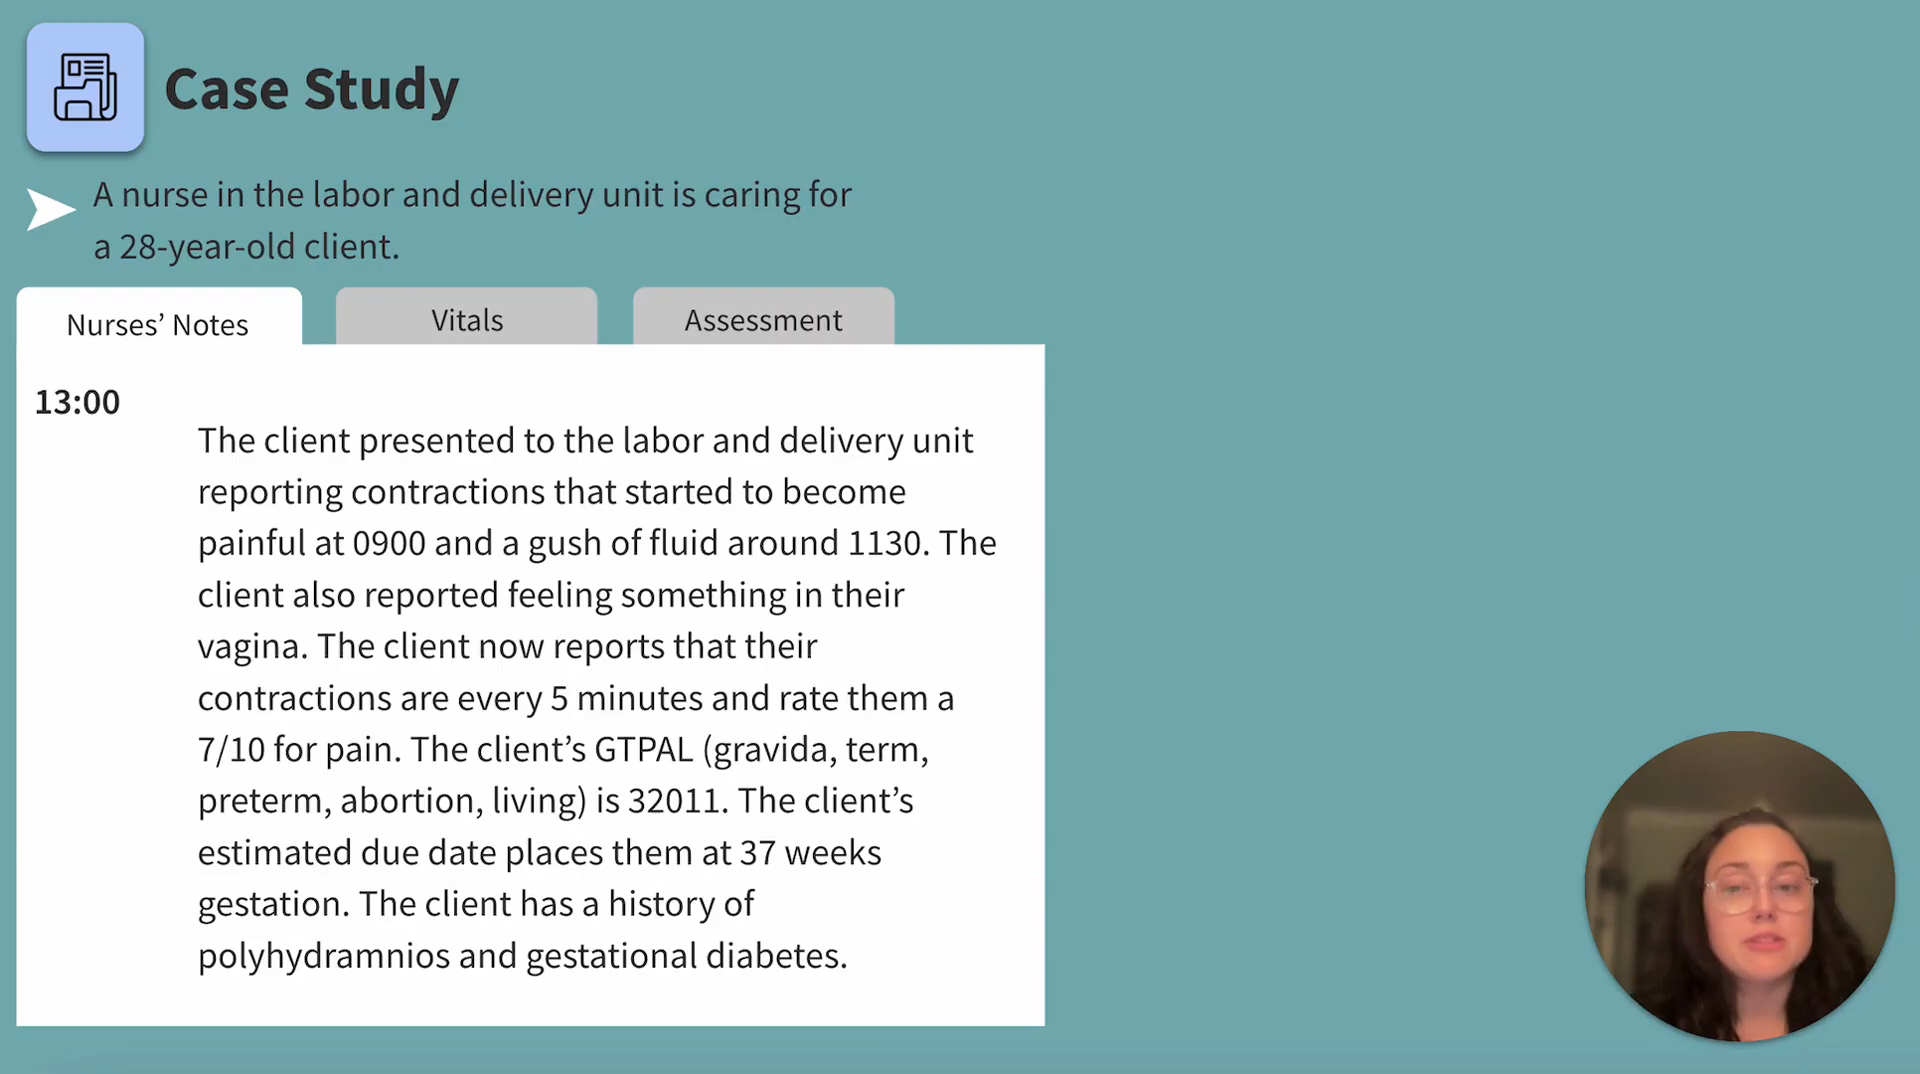 Case Study
A nurse in the labor and delivery unit is caring for
a 28-year-old client.
Nurses’ Notes
Vitals
Assessment
13:00
The client presented to the labor and delivery unit
reporting contractions that started to become
painful at 0900 and a gush of fluid around 1130. The
client also reported feeling something in their
vagina. The client now reports that their
contractions are every 5 minutes and rate them a
7/10 for pain. The client’s GTPAL (gravida, term,
preterm, abortion, living) is 32011. The client’s
estimated due date places them at 37 weeks
gestation. The client has a history of
polyhydramnios and gestational diabetes.